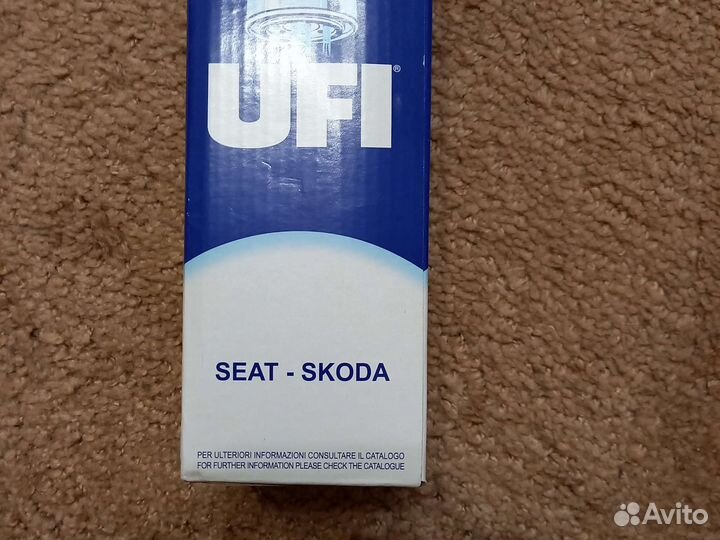 UFI®
SEAT - SKODA
PER ULTERIORI INFORMAZIONI CONSULTARE IL CATALOGO
FOR FURTHER INFORMATION PLEASE CHECK THE CATALOGUE
Avito